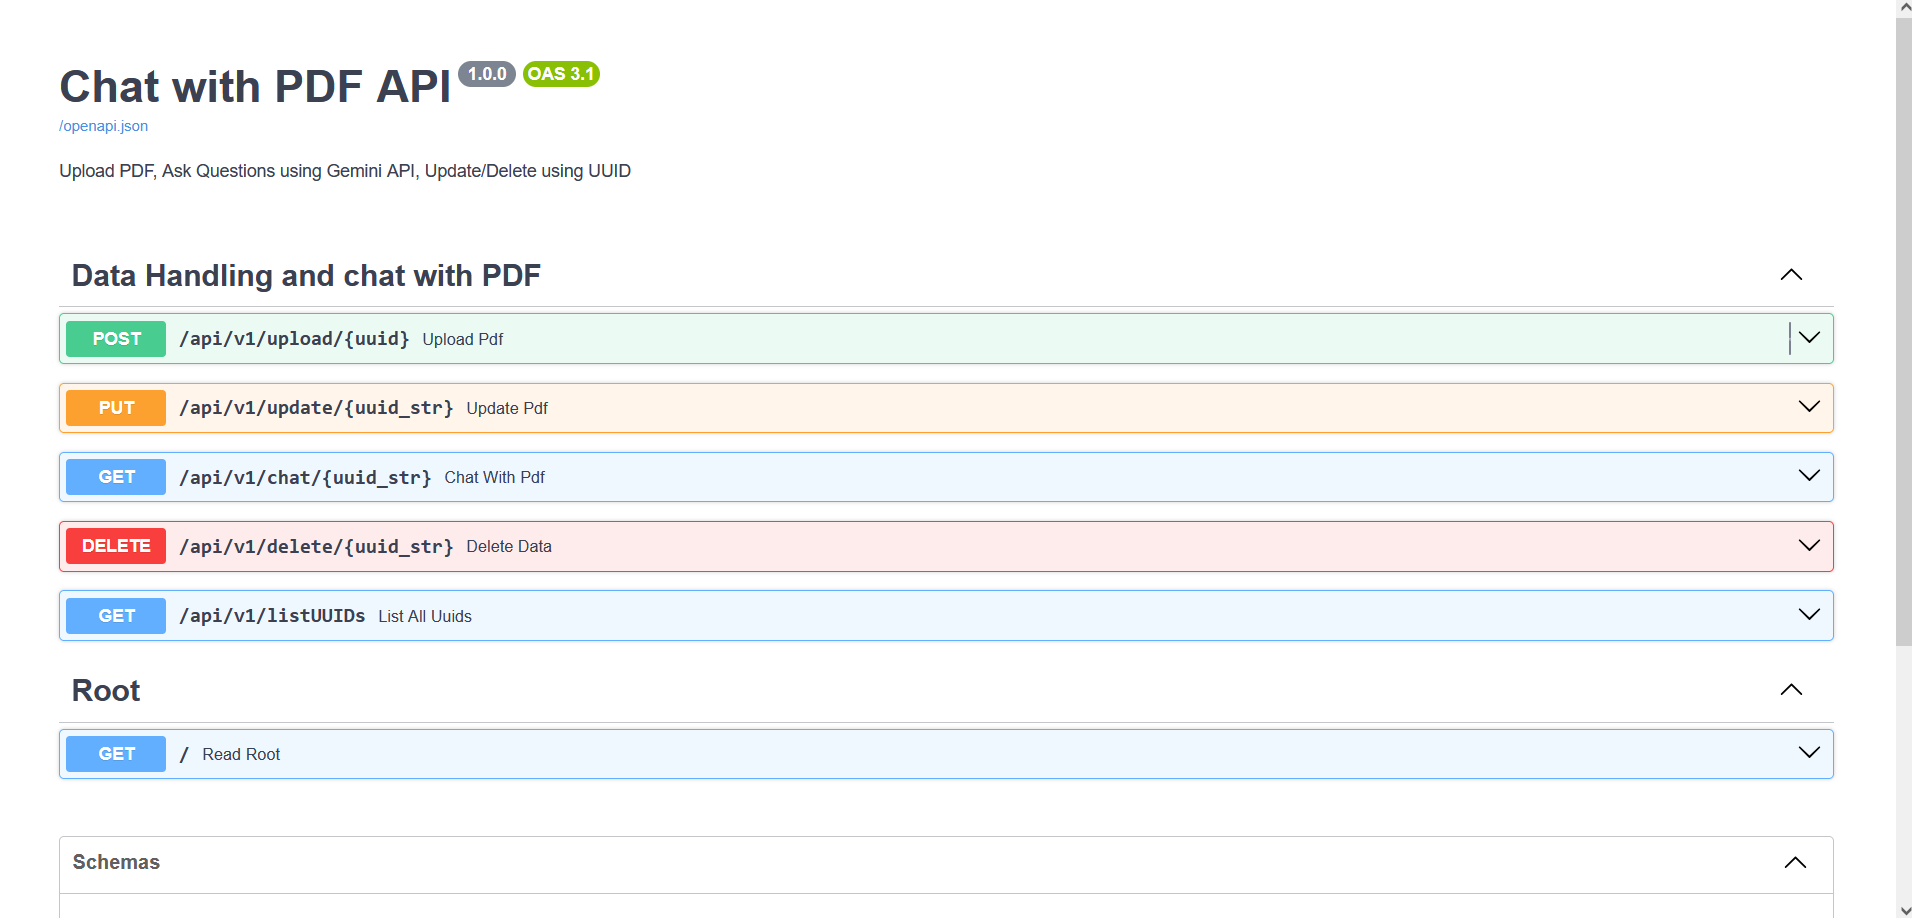 Chat with PDF API 1.0.0 OAS 3.1
/openapi.json
Upload PDF, Ask Questions using Gemini API, Update/Delete using UUID
Data Handling and chat with PDF
POST /api/v1/upload/{uuid} Upload Pdf
PUT /api/v1/update/{uuid_str} Update Pdf
GET /api/v1/chat/{uuid_str} Chat With Pdf
DELETE /api/v1/delete/{uuid_str} Delete Data
GET /api/v1/listUUIDs List All Uuids
Root
GET / Read Root
Schemas